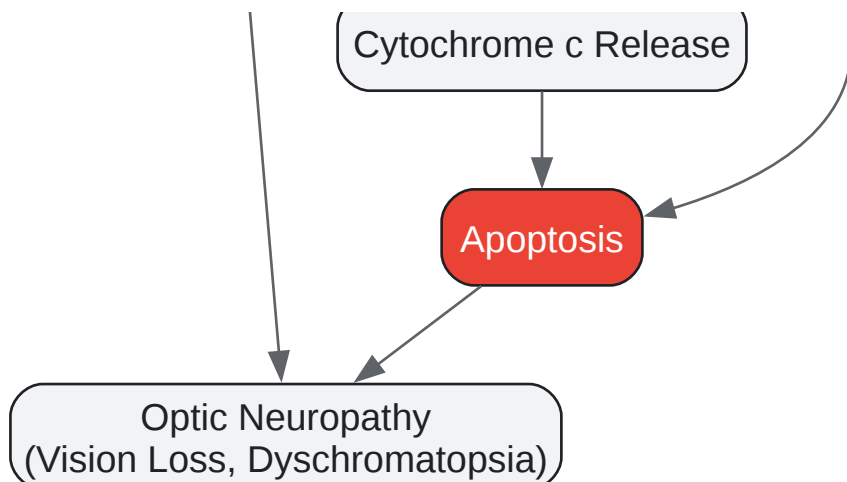 Cytochrome c Release
Apoptosis
Optic Neuropathy
(Vision Loss, Dyschromatopsia)